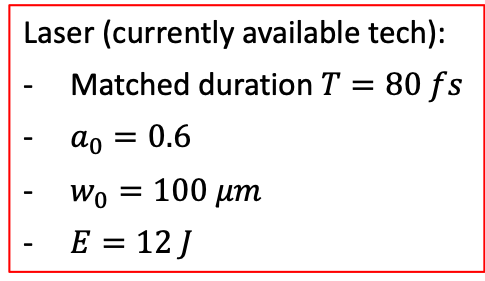 Laser (currently available tech):
- Matched duration T = 80 fs
- a₀ = 0.6
- w₀ = 100 μm
- E = 12 J